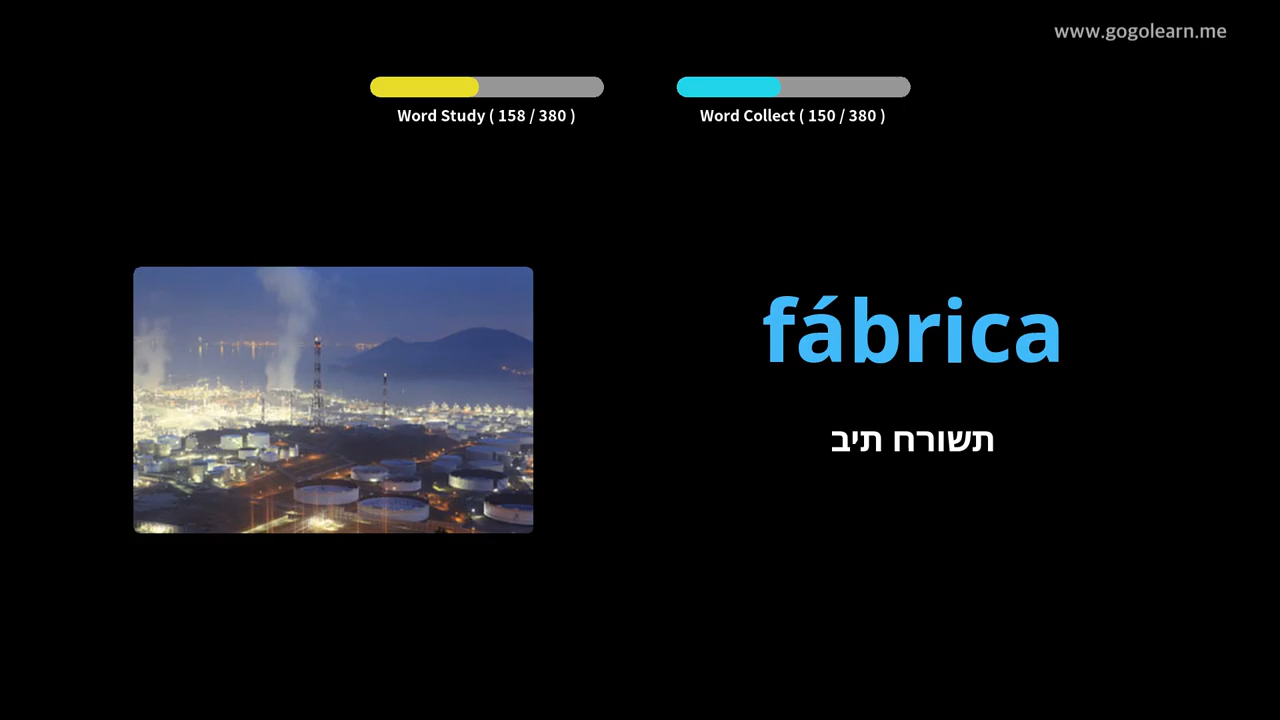 www.gogolearn.me
Word Study ( 158 / 380 )
Word Collect ( 150 / 380 )
fábrica
תשורח תיב